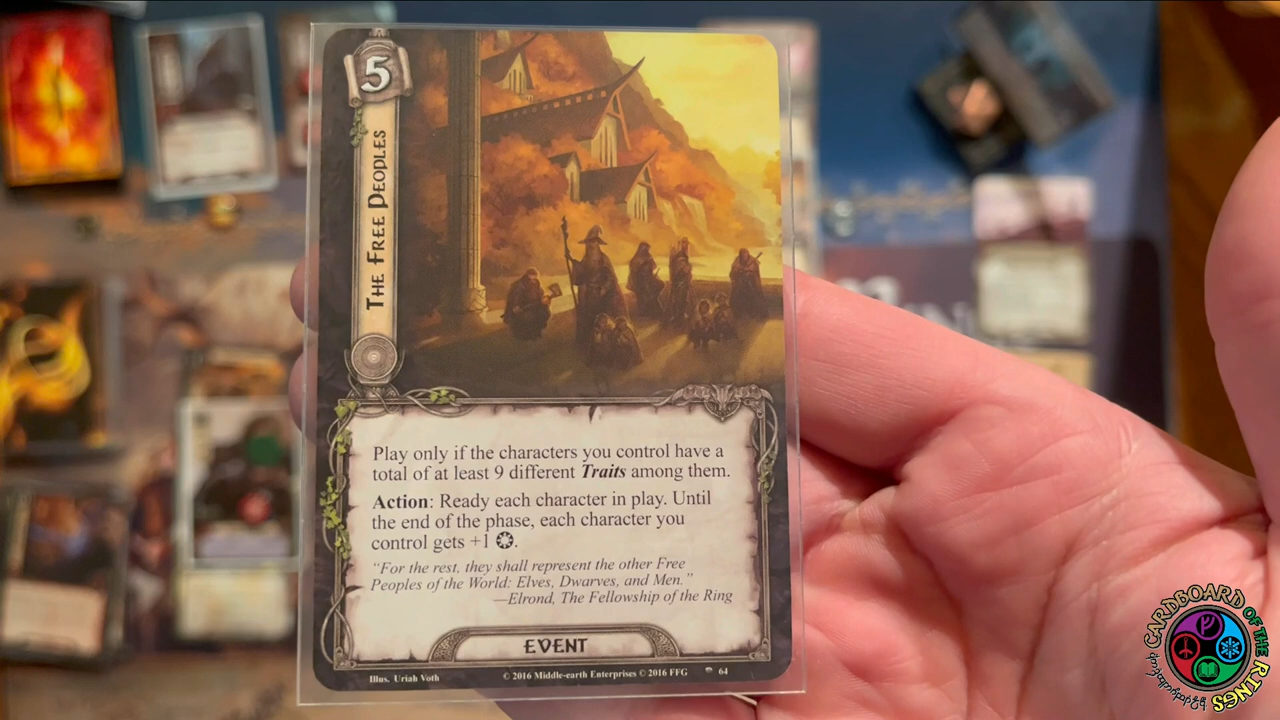 5
The Free Peoples
Play only if the characters you control have a
total of at least 9 different Traits among them.
Action: Ready each character in play. Until
the end of the phase, each character you
control gets +1 .
"For the rest, they shall represent the other Free
Peoples of the World: Elves, Dwarves, and Men."
—Elrond, The Fellowship of the Ring
EVENT
Illus. Uriah Voth
© 2016 Middle-earth Enterprises © 2016 FFG
64
CARDBOARD OF THE RINGS